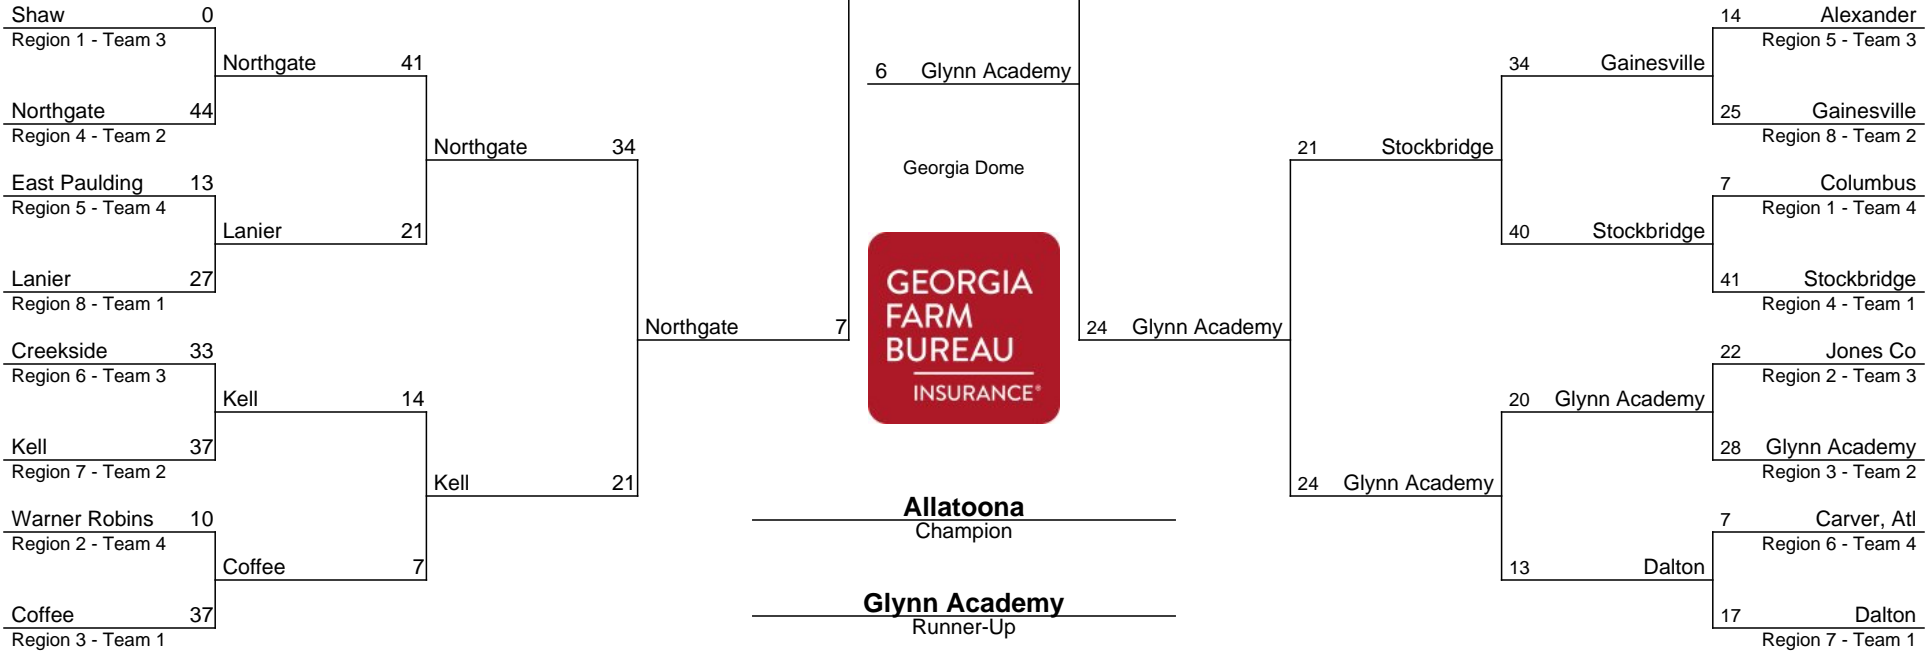 Shaw 0
Region 1 - Team 3
Northgate 41
Northgate 44
Region 4 - Team 2
Northgate 34
East Paulding 13
Region 5 - Team 4
Lanier 21
Lanier 27
Region 8 - Team 1
Northgate 7
Creekside 33
Region 6 - Team 3
Kell 14
Kell 37
Region 7 - Team 2
Kell 21
Warner Robins 10
Region 2 - Team 4
Coffee 7
Coffee 37
Region 3 - Team 1
6 Glynn Academy
Georgia Dome
GEORGIA
FARM
BUREAU
INSURANCE®
Allatoona
Champion
Glynn Academy
Runner-Up
24 Glynn Academy
21 Stockbridge
24 Glynn Academy
34 Gainesville
40 Stockbridge
20 Glynn Academy
13 Dalton
14 Alexander
Region 5 - Team 3
25 Gainesville
Region 8 - Team 2
7 Columbus
Region 1 - Team 4
41 Stockbridge
Region 4 - Team 1
22 Jones Co
Region 2 - Team 3
28 Glynn Academy
Region 3 - Team 2
7 Carver, Atl
Region 6 - Team 4
17 Dalton
Region 7 - Team 1